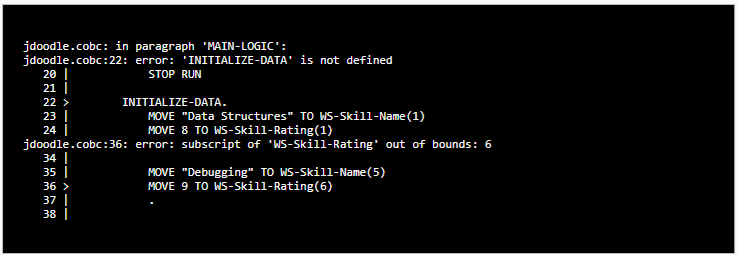 jdoodle.cobc: in paragraph 'MAIN-LOGIC':
jdoodle.cobc:22: error: 'INITIALIZE-DATA' is not defined
   20 |             STOP RUN
   21 |
   22 >         INITIALIZE-DATA.
   23 |             MOVE "Data Structures" TO WS-Skill-Name(1)
   24 |             MOVE 8 TO WS-Skill-Rating(1)
jdoodle.cobc:36: error: subscript of 'WS-Skill-Rating' out of bounds: 6
   34 |
   35 |             MOVE "Debugging" TO WS-Skill-Name(5)
   36 >             MOVE 9 TO WS-Skill-Rating(6)
   37 |             .
   38 |